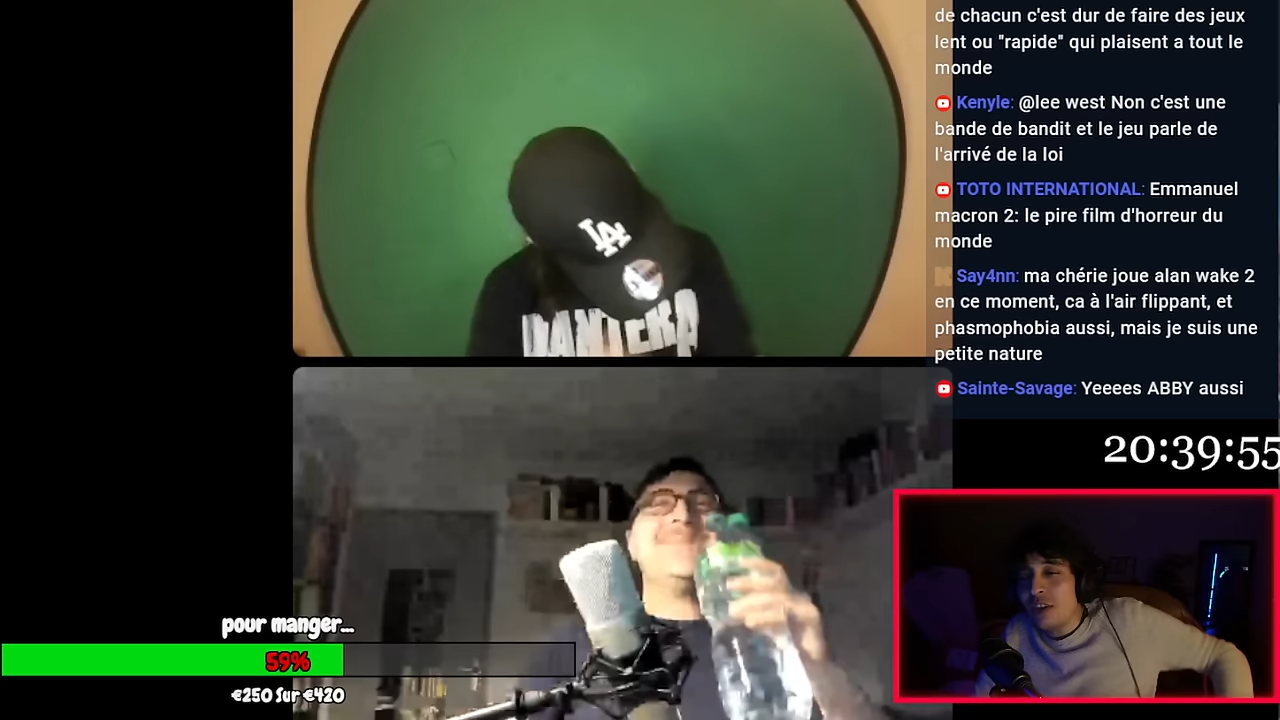 de chacun c'est dur de faire des jeux
lent ou "rapide" qui plaisent a tout le
monde
Kenyle: @lee west Non c'est une
bande de bandit et le jeu parle de
l'arrivé de la loi
TOTO INTERNATIONAL: Emmanuel
macron 2: le pire film d'horreur du
monde
Say4nn: ma chérie joue alan wake 2
en ce moment, ca à l'air flippant, et
phasmophobia aussi, mais je suis une
petite nature
Sainte-Savage: Yeeees ABBY aussi
20:39:55
LA
PANTERA
pour manger...
59%
€250 Sur €420